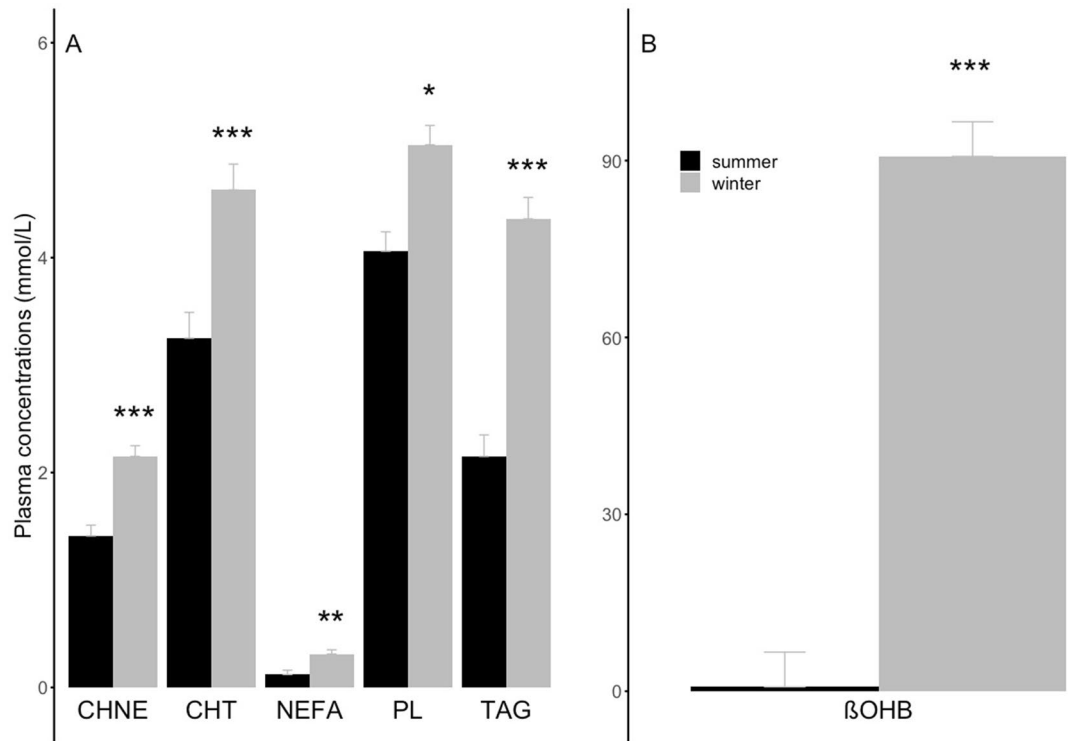 A
6
4
2
0
Plasma concentrations (mmol/L)
***
***
**
*
***
CHNE CHT NEFA PL TAG
B
***
summer
winter
90
60
30
0
ßOHB